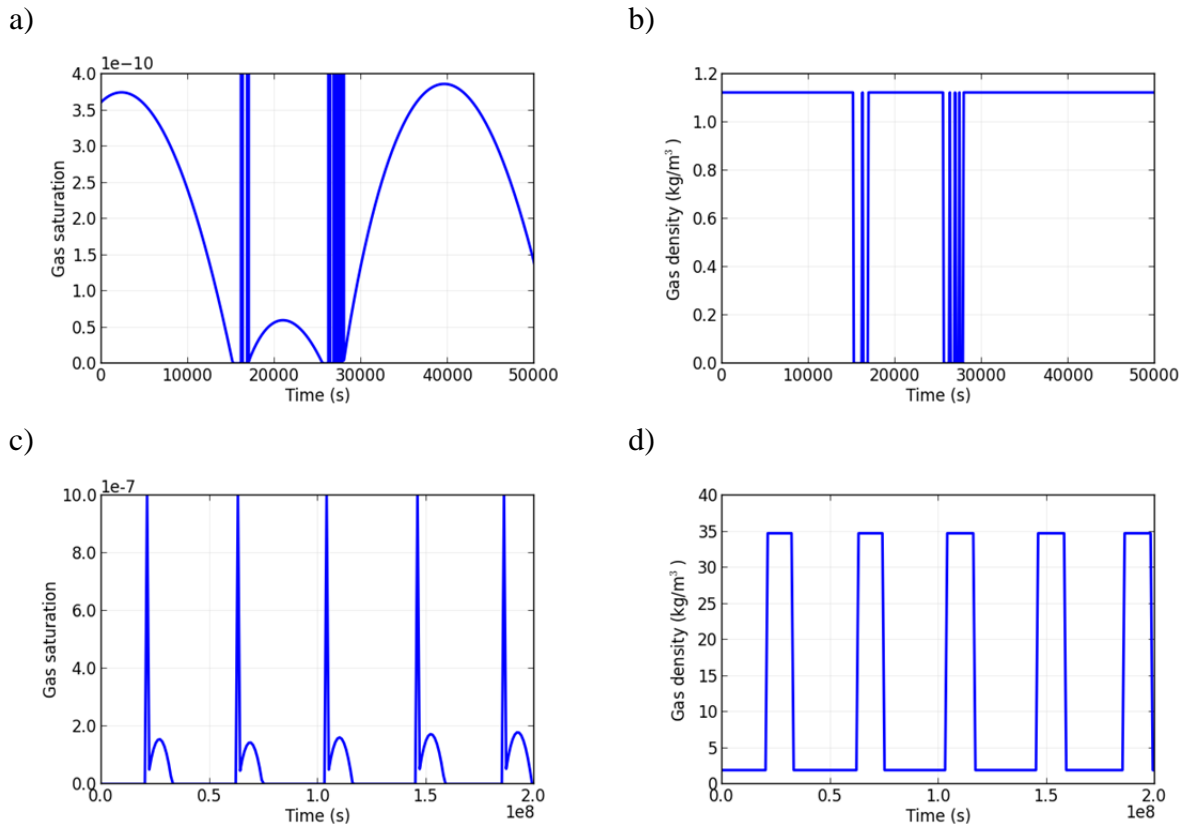 a)
1e−10
4.0
3.5
3.0
2.5
2.0
1.5
1.0
0.5
0.0
Gas saturation
0 10000 20000 30000 40000 50000
Time (s)
b)
1.2
1.0
0.8
0.6
0.4
0.2
0.0
Gas density (kg/m³ )
0 10000 20000 30000 40000 50000
Time (s)
c)
1e-7
10.0
8.0
6.0
4.0
2.0
0.0
Gas saturation
0.0 0.5 1.0 1.5 2.0
Time (s)
1e8
d)
40
35
30
25
20
15
10
5
0
Gas density (kg/m³ )
0.0 0.5 1.0 1.5 2.0
Time (s)
1e8